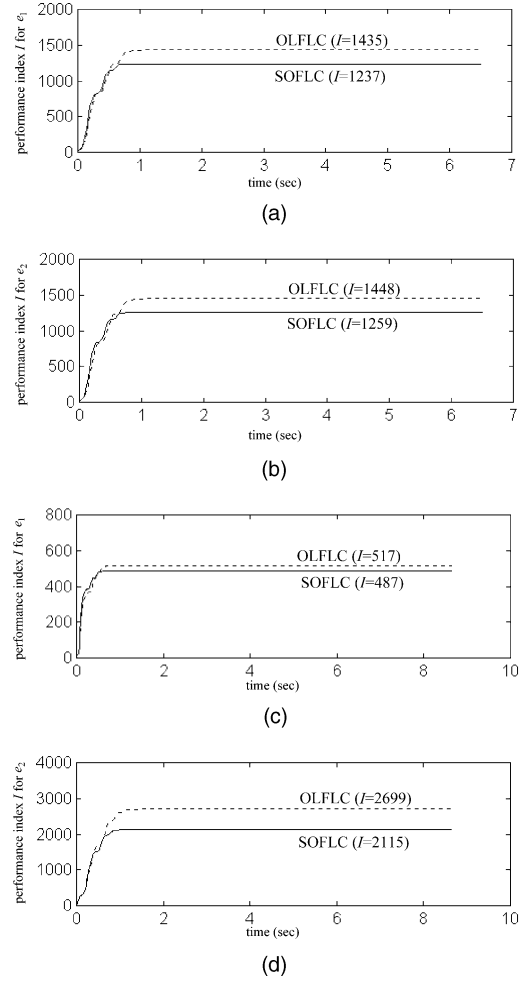 performance index I for e1
2000
1500
1000
500
0
OLFLC (I=1435)
SOFLC (I=1237)
0 1 2 3 4 5 6 7
time (sec)
(a)
performance index I for e2
2000
1500
1000
500
0
OLFLC (I=1448)
SOFLC (I=1259)
0 1 2 3 4 5 6 7
time (sec)
(b)
performance index I for e1
800
600
400
200
0
OLFLC (I=517)
SOFLC (I=487)
0 2 4 6 8 10
time (sec)
(c)
performance index I for e2
4000
3000
2000
1000
0
OLFLC (I=2699)
SOFLC (I=2115)
0 2 4 6 8 10
time (sec)
(d)